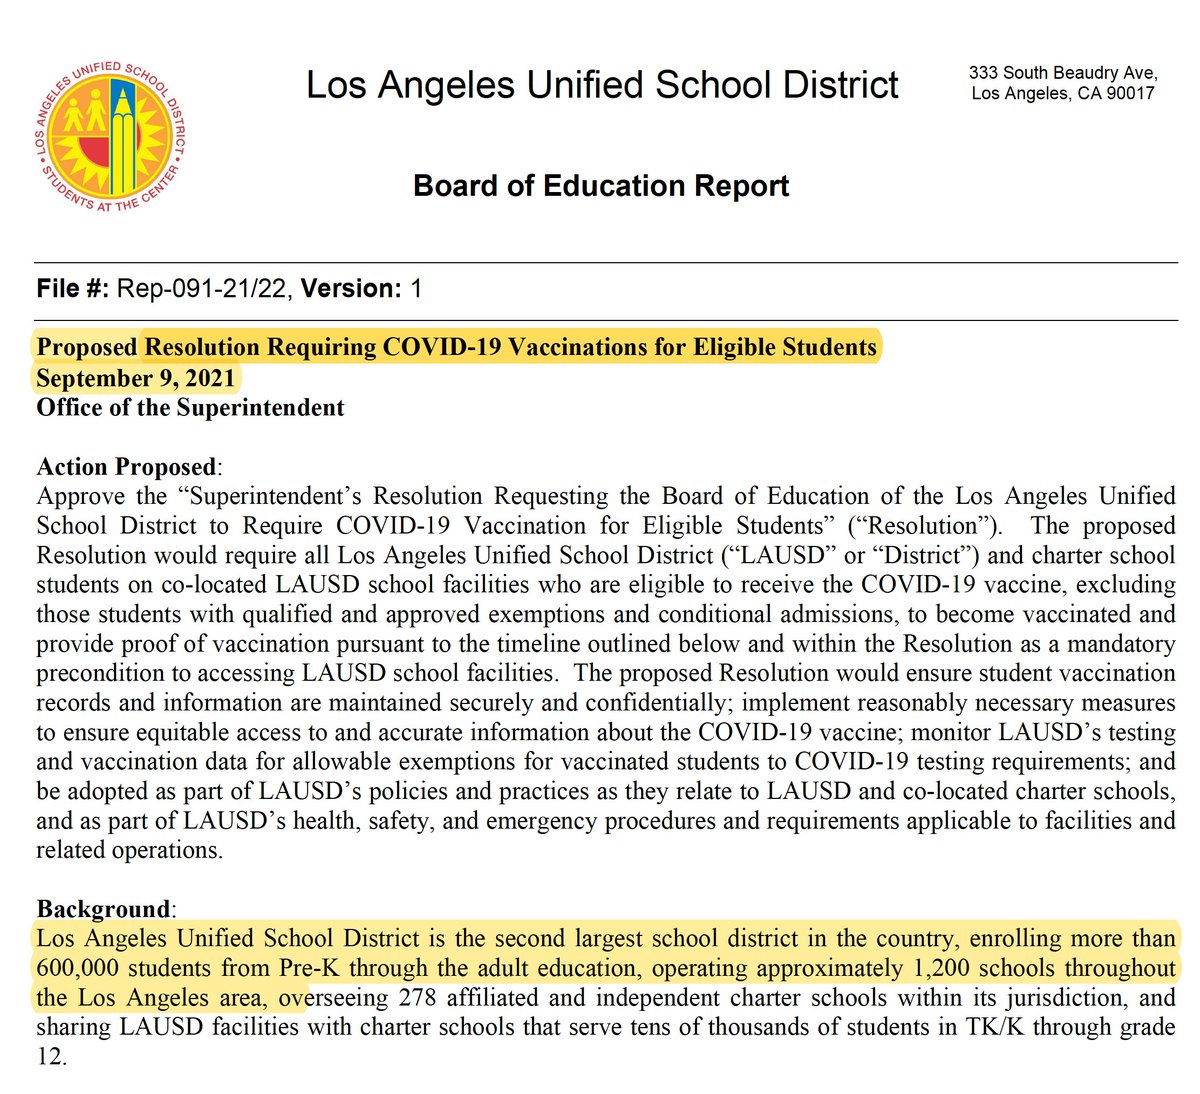 LOS ANGELES UNIFIED SCHOOL DISTRICT • STUDENTS AT THE CENTER •
Los Angeles Unified School District
333 South Beaudry Ave,
Los Angeles, CA 90017
Board of Education Report
File #: Rep-091-21/22, Version: 1
Proposed Resolution Requiring COVID-19 Vaccinations for Eligible Students
September 9, 2021
Office of the Superintendent
Action Proposed:
Approve the “Superintendent’s Resolution Requesting the Board of Education of the Los Angeles Unified
School District to Require COVID-19 Vaccination for Eligible Students” (“Resolution”). The proposed
Resolution would require all Los Angeles Unified School District (“LAUSD” or “District”) and charter school
students on co-located LAUSD school facilities who are eligible to receive the COVID-19 vaccine, excluding
those students with qualified and approved exemptions and conditional admissions, to become vaccinated and
provide proof of vaccination pursuant to the timeline outlined below and within the Resolution as a mandatory
precondition to accessing LAUSD school facilities. The proposed Resolution would ensure student vaccination
records and information are maintained securely and confidentially; implement reasonably necessary measures
to ensure equitable access to and accurate information about the COVID-19 vaccine; monitor LAUSD’s testing
and vaccination data for allowable exemptions for vaccinated students to COVID-19 testing requirements; and
be adopted as part of LAUSD’s policies and practices as they relate to LAUSD and co-located charter schools,
and as part of LAUSD’s health, safety, and emergency procedures and requirements applicable to facilities and
related operations.
Background:
Los Angeles Unified School District is the second largest school district in the country, enrolling more than
600,000 students from Pre-K through the adult education, operating approximately 1,200 schools throughout
the Los Angeles area, overseeing 278 affiliated and independent charter schools within its jurisdiction, and
sharing LAUSD facilities with charter schools that serve tens of thousands of students in TK/K through grade
12.